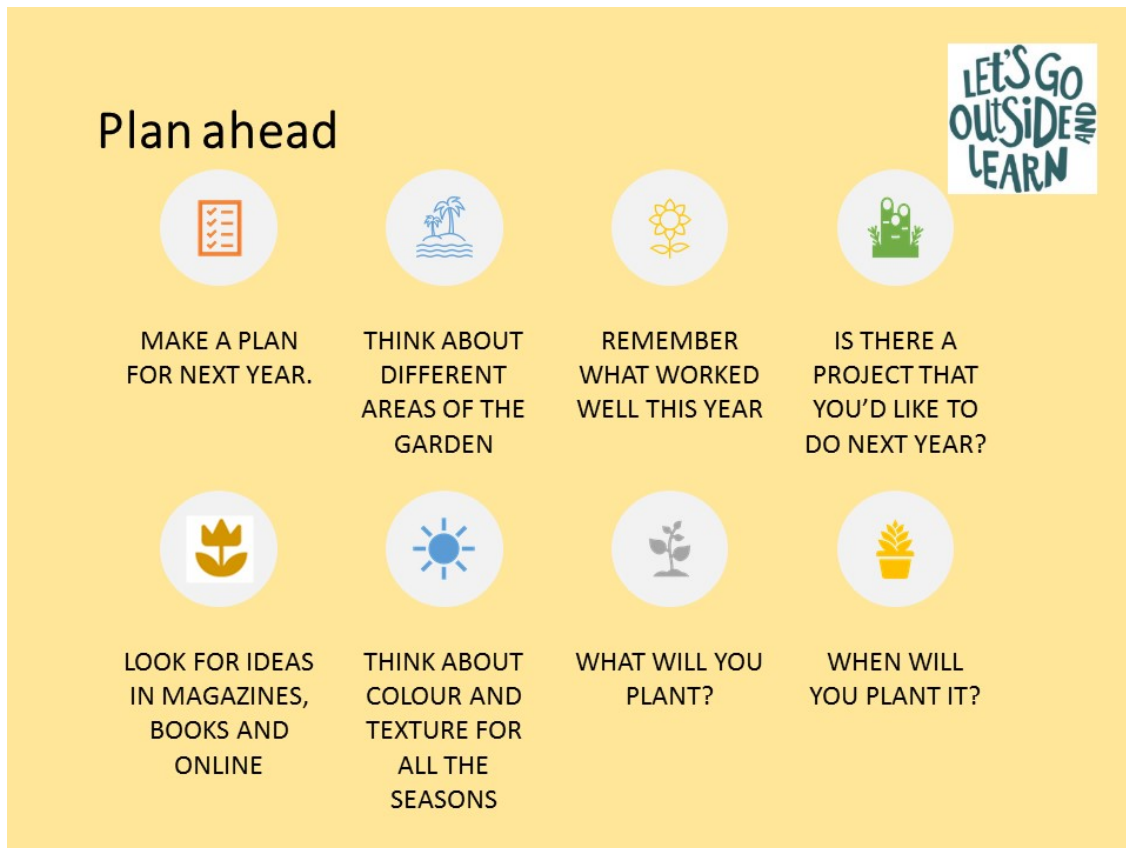 LET'S GO
OUTSIDE AND
LEARN
Plan ahead
MAKE A PLAN
FOR NEXT YEAR.
THINK ABOUT
DIFFERENT
AREAS OF THE
GARDEN
REMEMBER
WHAT WORKED
WELL THIS YEAR
IS THERE A
PROJECT THAT
YOU'D LIKE TO
DO NEXT YEAR?
LOOK FOR IDEAS
IN MAGAZINES,
BOOKS AND
ONLINE
THINK ABOUT
COLOUR AND
TEXTURE FOR
ALL THE
SEASONS
WHAT WILL YOU
PLANT?
WHEN WILL
YOU PLANT IT?